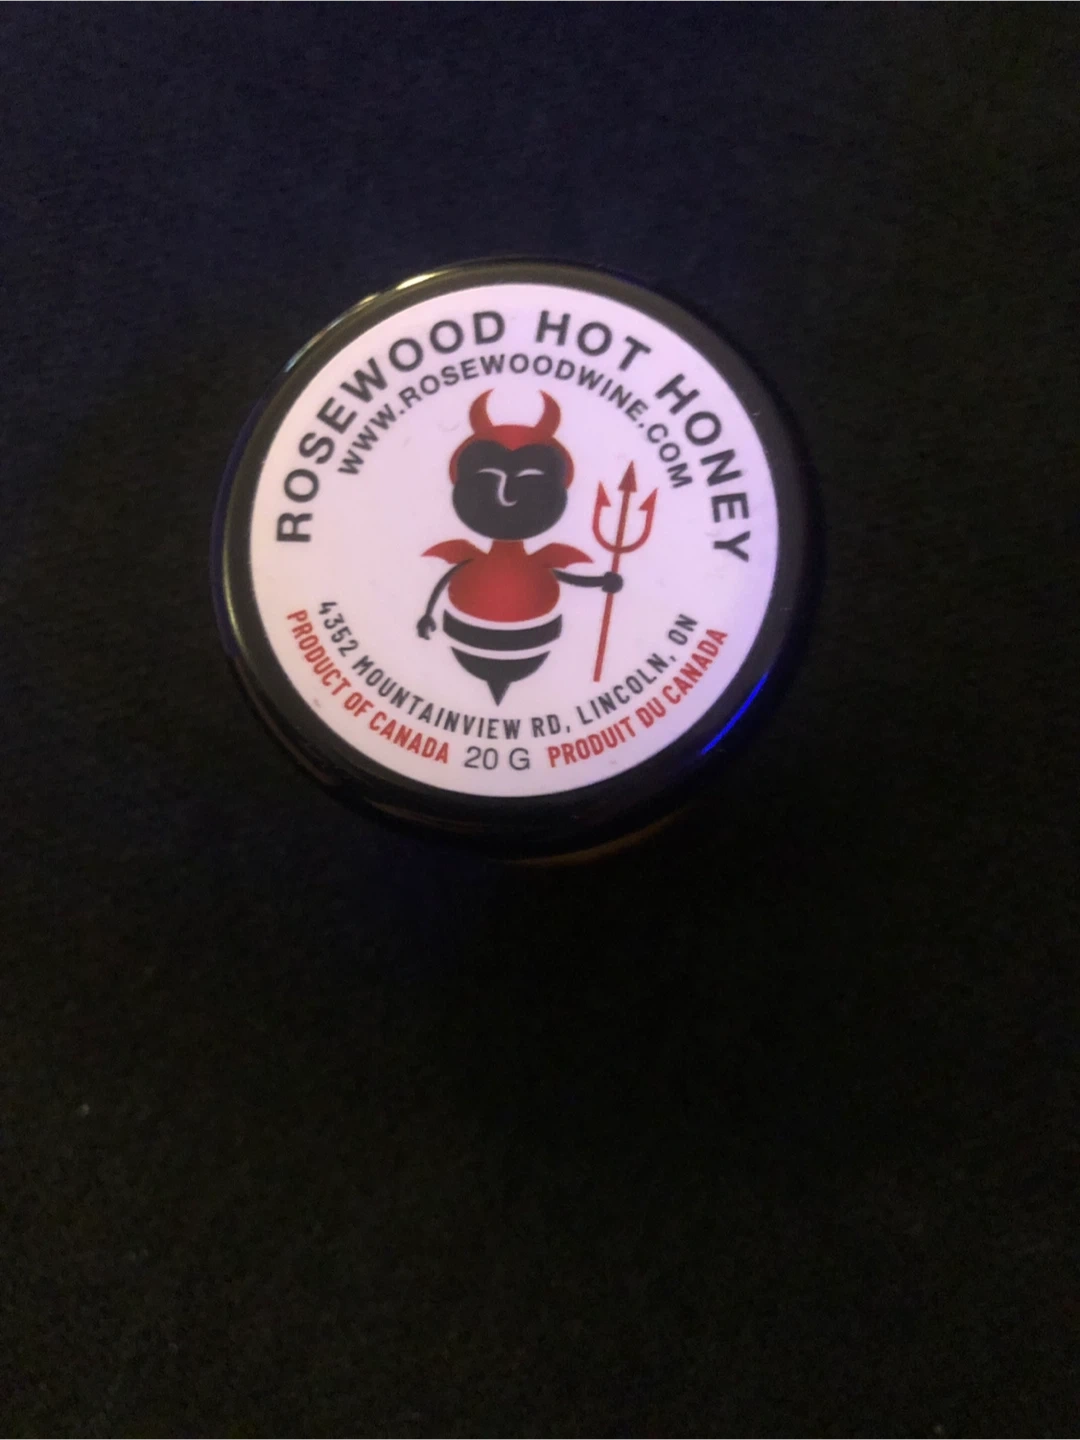 ROSEWOOD HOT HONEY
WWW.ROSEWOODWINE.COM
4352 MOUNTAINVIEW RD, LINCOLN, ON
PRODUCT OF CANADA 20 G PRODUIT DU CANADA